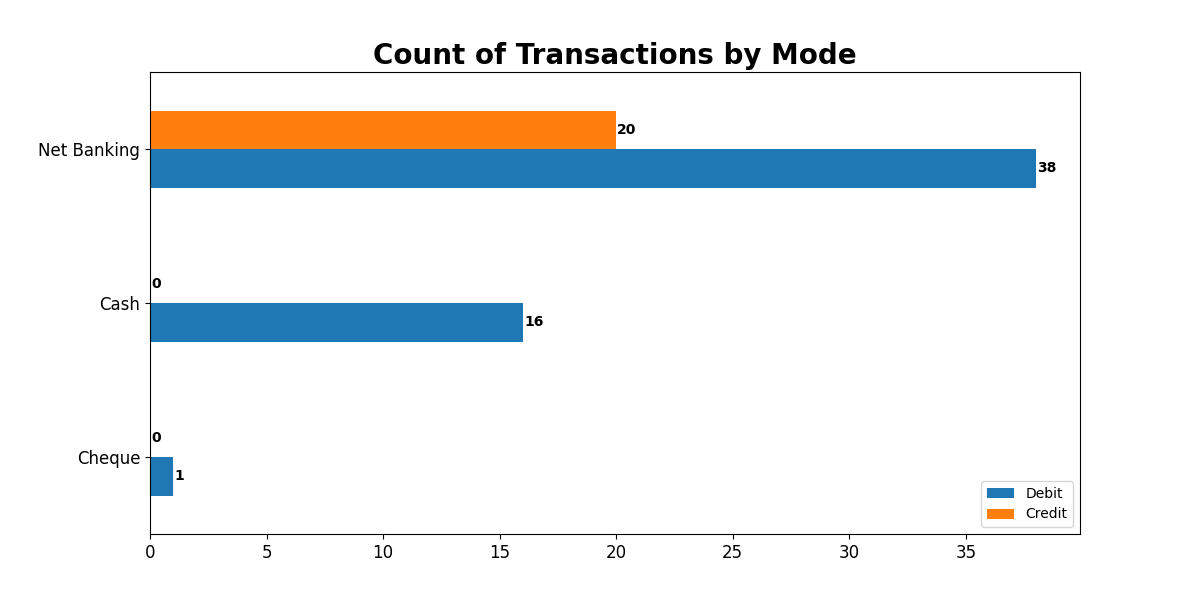 Count of Transactions by Mode
Net Banking
20
38
Cash
0
16
Cheque
0
1
Debit
Credit
0 5 10 15 20 25 30 35